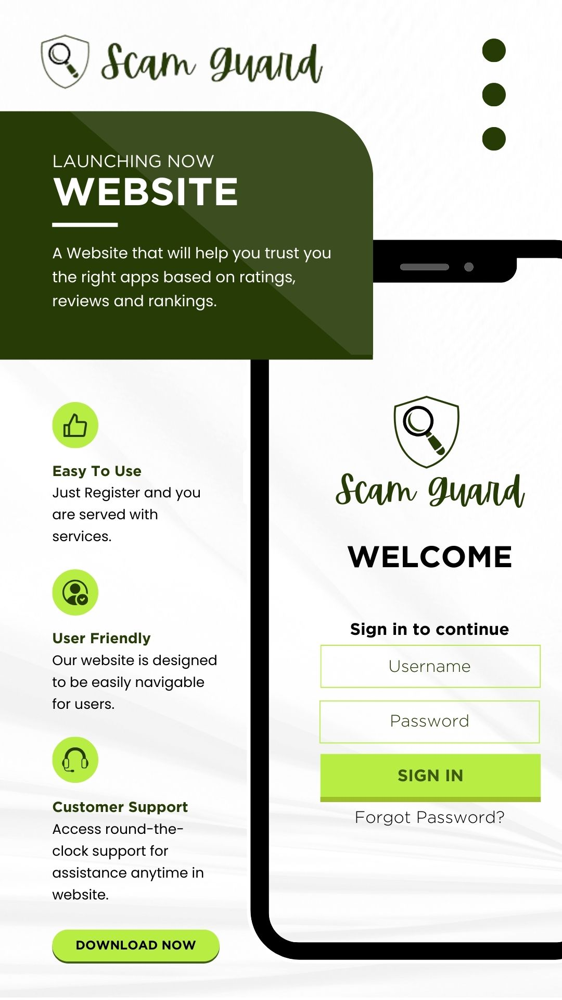 Scam guard
LAUNCHING NOW
WEBSITE
A Website that will help you trust you
the right apps based on ratings,
reviews and rankings.
Easy To Use
Just Register and you
are served with
services.
User Friendly
Our website is designed
to be easily navigable
for users.
Customer Support
Access round-the-
clock support for
assistance anytime in
website.
DOWNLOAD NOW
Scam guard
WELCOME
Sign in to continue
Username
Password
SIGN IN
Forgot Password?